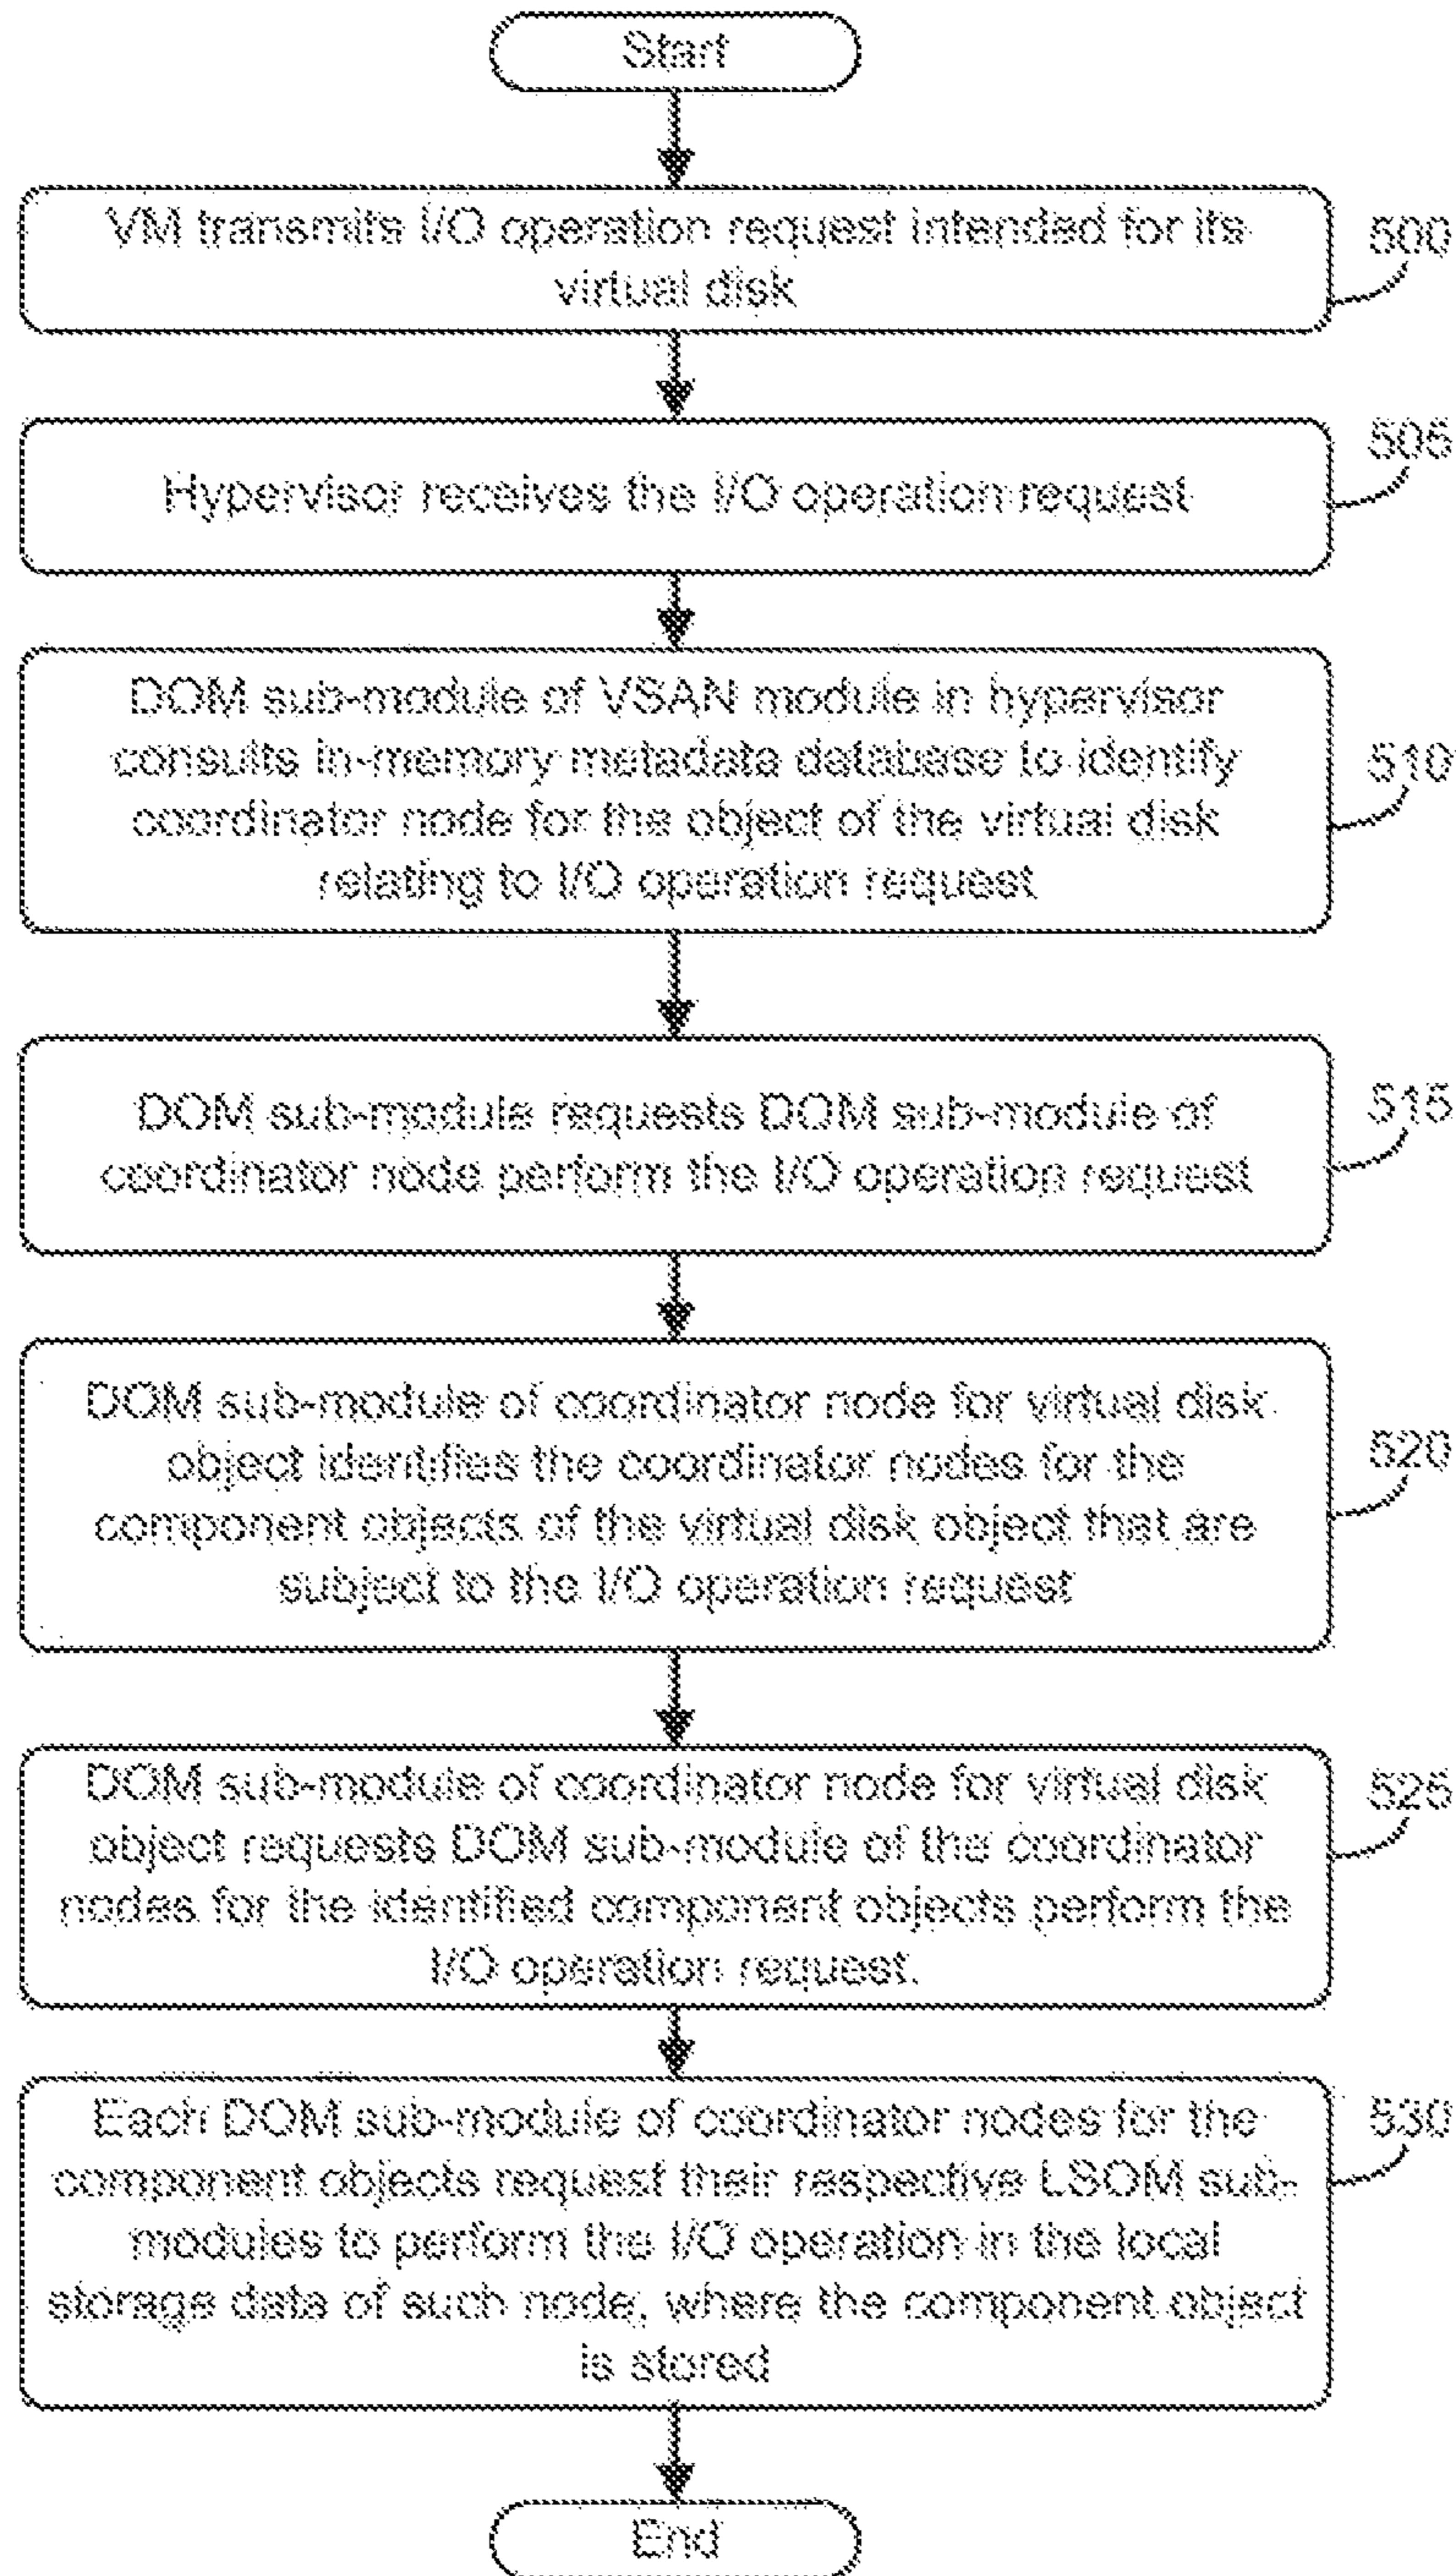 Start
VM transmits I/O operation request intended for its
virtual disk
500
Hypervisor receives the I/O operation request
505
DOM sub-module of VSAN module in hypervisor
consults in-memory metadata database to identify
coordinator node for the object of the virtual disk
relating to I/O operation request
510
DOM sub-module requests DOM sub-module of
coordinator node perform the I/O operation request
515
DOM sub-module of coordinator node for virtual disk
object identifies the coordinator nodes for the
component objects of the virtual disk object that are
subject to the I/O operation request
520
DOM sub-module of coordinator node for virtual disk
object requests DOM sub-module of the coordinator
nodes for the identified component objects perform the
I/O operation request.
525
Each DOM sub-module of coordinator nodes for the
component objects request their respective LSOM sub-
modules to perform the I/O operation in the local
storage data of such node, where the component object
is stored
530
End